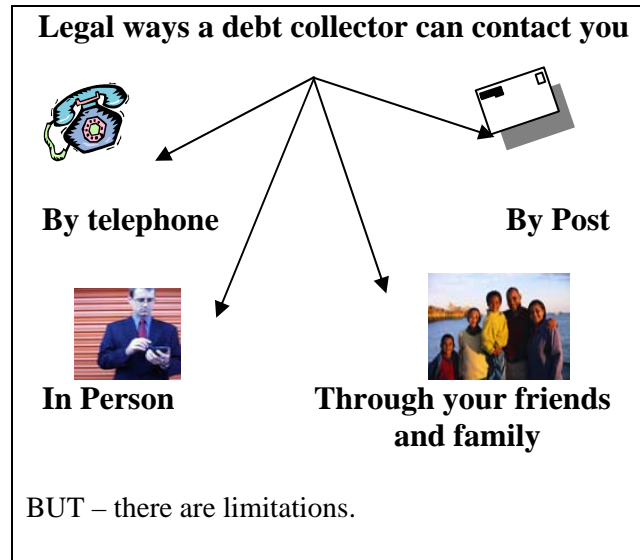 Legal ways a debt collector can contact you
By telephone
By Post
In Person
Through your friends
and family
BUT – there are limitations.